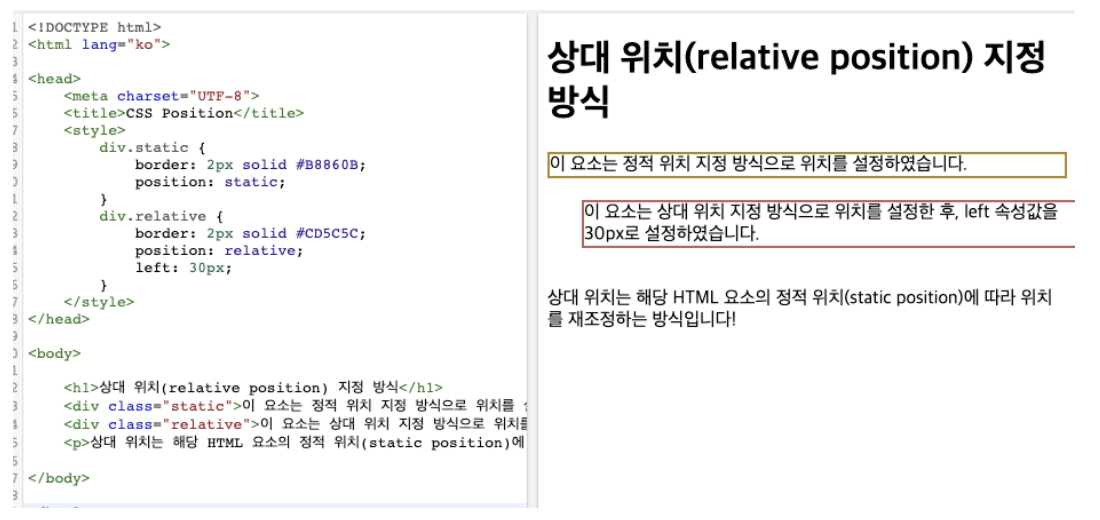 1 <!DOCTYPE html>
2 <html lang="ko">
3
4 <head>
5 <meta charset="UTF-8">
6 <title>CSS Position</title>
7 <style>
8 div.static {
9 border: 2px solid #B8860B;
0 position: static;
1 }
2 div.relative {
3 border: 2px solid #CD5C5C;
4 position: relative;
5 left: 30px;
6 }
7 </style>
8 </head>
9
0 <body>
1
2 <h1>상대 위치(relative position) 지정 방식</h1>
3 <div class="static">이 요소는 정적 위치 지정 방식으로 위치를
4 <div class="relative">이 요소는 상대 위치 지정 방식으로 위치를
5 <p>상대 위치는 해당 HTML 요소의 정적 위치(static position)에
6
7 </body>
8
상대 위치(relative position) 지정
방식
이 요소는 정적 위치 지정 방식으로 위치를 설정하였습니다.
이 요소는 상대 위치 지정 방식으로 위치를 설정한 후, left 속성값을
30px로 설정하였습니다.
상대 위치는 해당 HTML 요소의 정적 위치(static position)에 따라 위치
를 재조정하는 방식입니다!